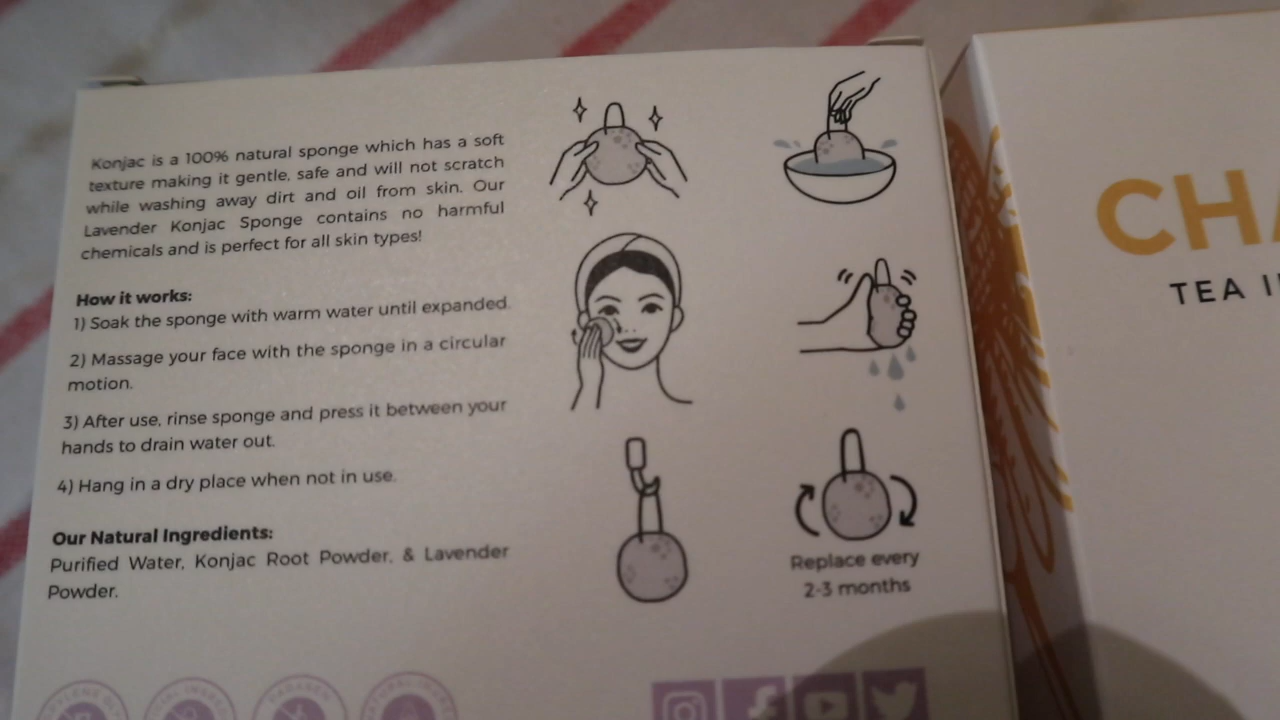 Konjac is a 100% natural sponge which has a soft
texture making it gentle, safe and will not scratch
while washing away dirt and oil from skin. Our
Lavender Konjac Sponge contains no harmful
chemicals and is perfect for all skin types!
How it works:
1) Soak the sponge with warm water until expanded.
2) Massage your face with the sponge in a circular
motion.
3) After use, rinse sponge and press it between your
hands to drain water out.
4) Hang in a dry place when not in use.
Our Natural Ingredients:
Purified Water, Konjac Root Powder, & Lavender
Powder.
Replace every
2-3 months
PARABEN
CHA
TEA I